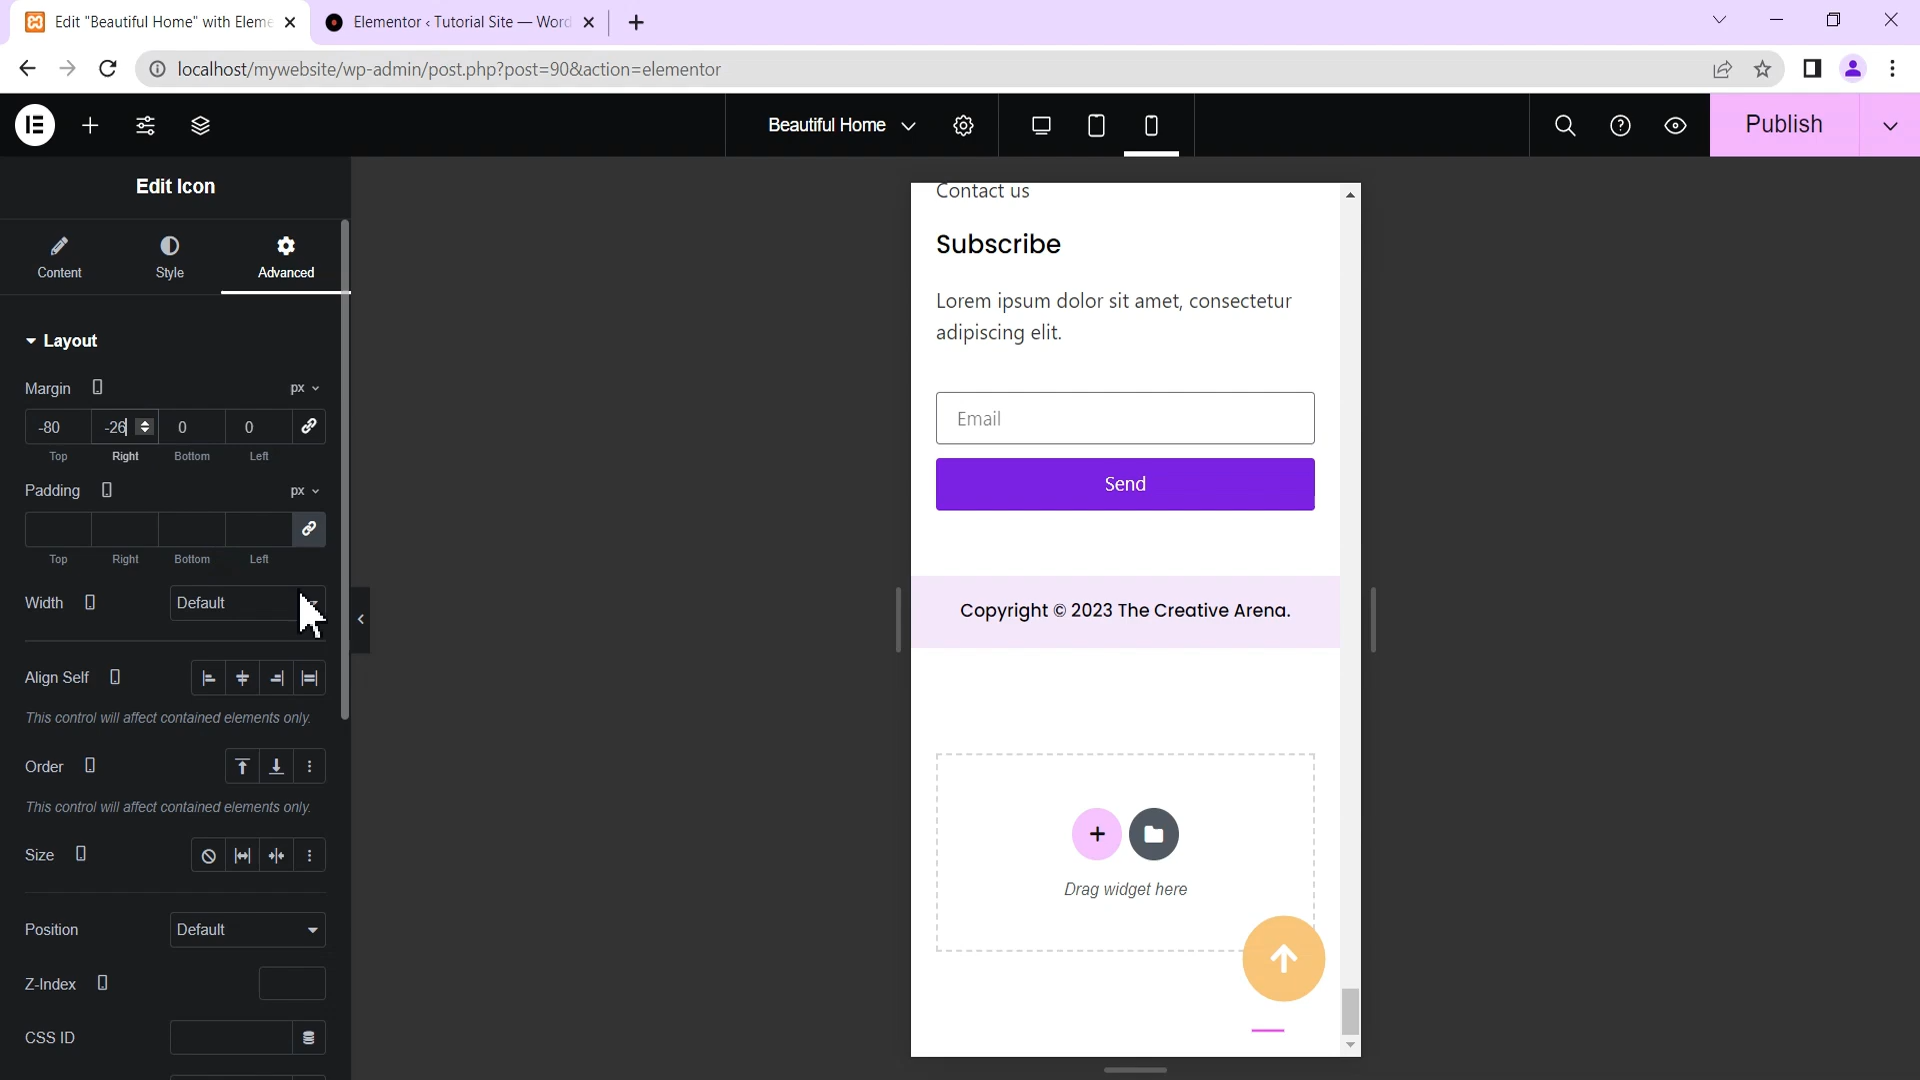 Edit "Beautiful Home" with Eleme
Elementor ‹ Tutorial Site — Word
localhost/mywebsite/wp-admin/post.php?post=90&action=elementor
Beautiful Home
Publish
Edit Icon
Content
Style
Advanced
Layout
Margin
px
-80
-26
0
0
Top
Right
Bottom
Left
Padding
px
Top
Right
Bottom
Left
Width
Default
Align Self
This control will affect contained elements only.
Order
This control will affect contained elements only.
Size
Position
Default
Z-Index
CSS ID
Contact us
Subscribe
Lorem ipsum dolor sit amet, consectetur
adipiscing elit.
Email
Send
Copyright © 2023 The Creative Arena.
Drag widget here